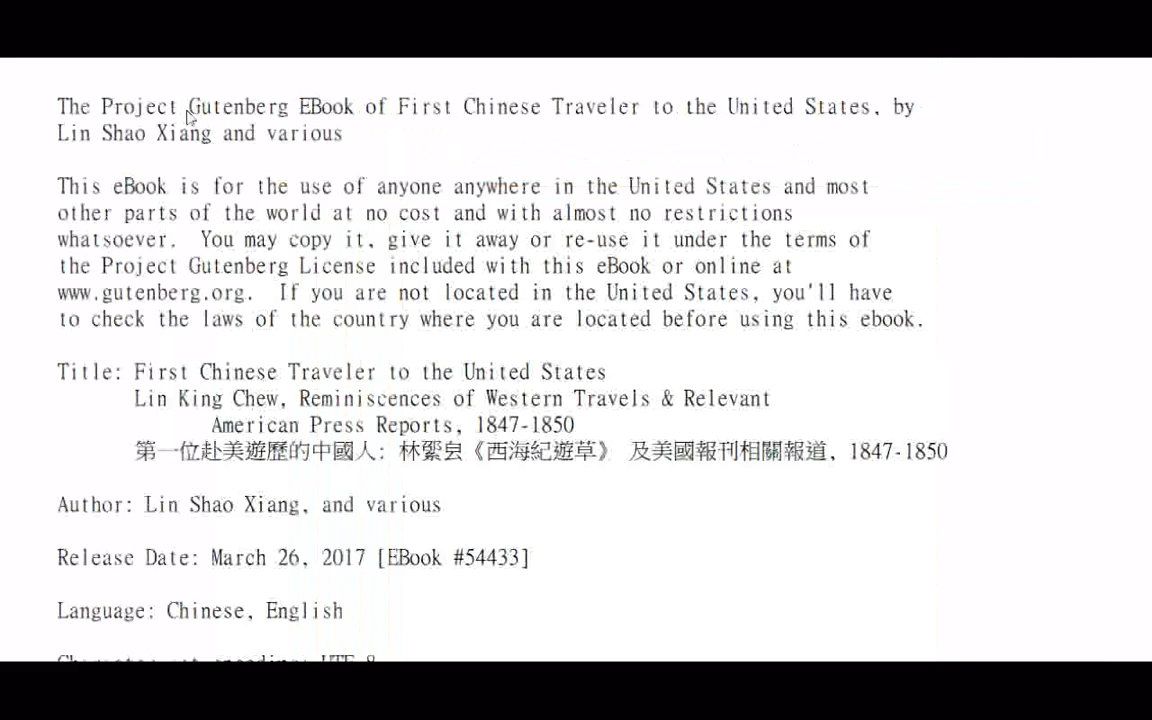 The Project Gutenberg EBook of First Chinese Traveler to the United States, by
Lin Shao Xiang and various
This eBook is for the use of anyone anywhere in the United States and most
other parts of the world at no cost and with almost no restrictions
whatsoever.  You may copy it, give it away or re-use it under the terms of
the Project Gutenberg License included with this eBook or online at
www.gutenberg.org.  If you are not located in the United States, you'll have
to check the laws of the country where you are located before using this ebook.
Title: First Chinese Traveler to the United States
Lin King Chew, Reminiscences of Western Travels & Relevant
American Press Reports, 1847-1850
第一位赴美遊歷的中國人: 林䋜㕠《西海紀遊草》 及美國報刊相關報道, 1847-1850
Author: Lin Shao Xiang, and various
Release Date: March 26, 2017 [EBook #54433]
Language: Chinese, English
Character set encoding: UTF-8